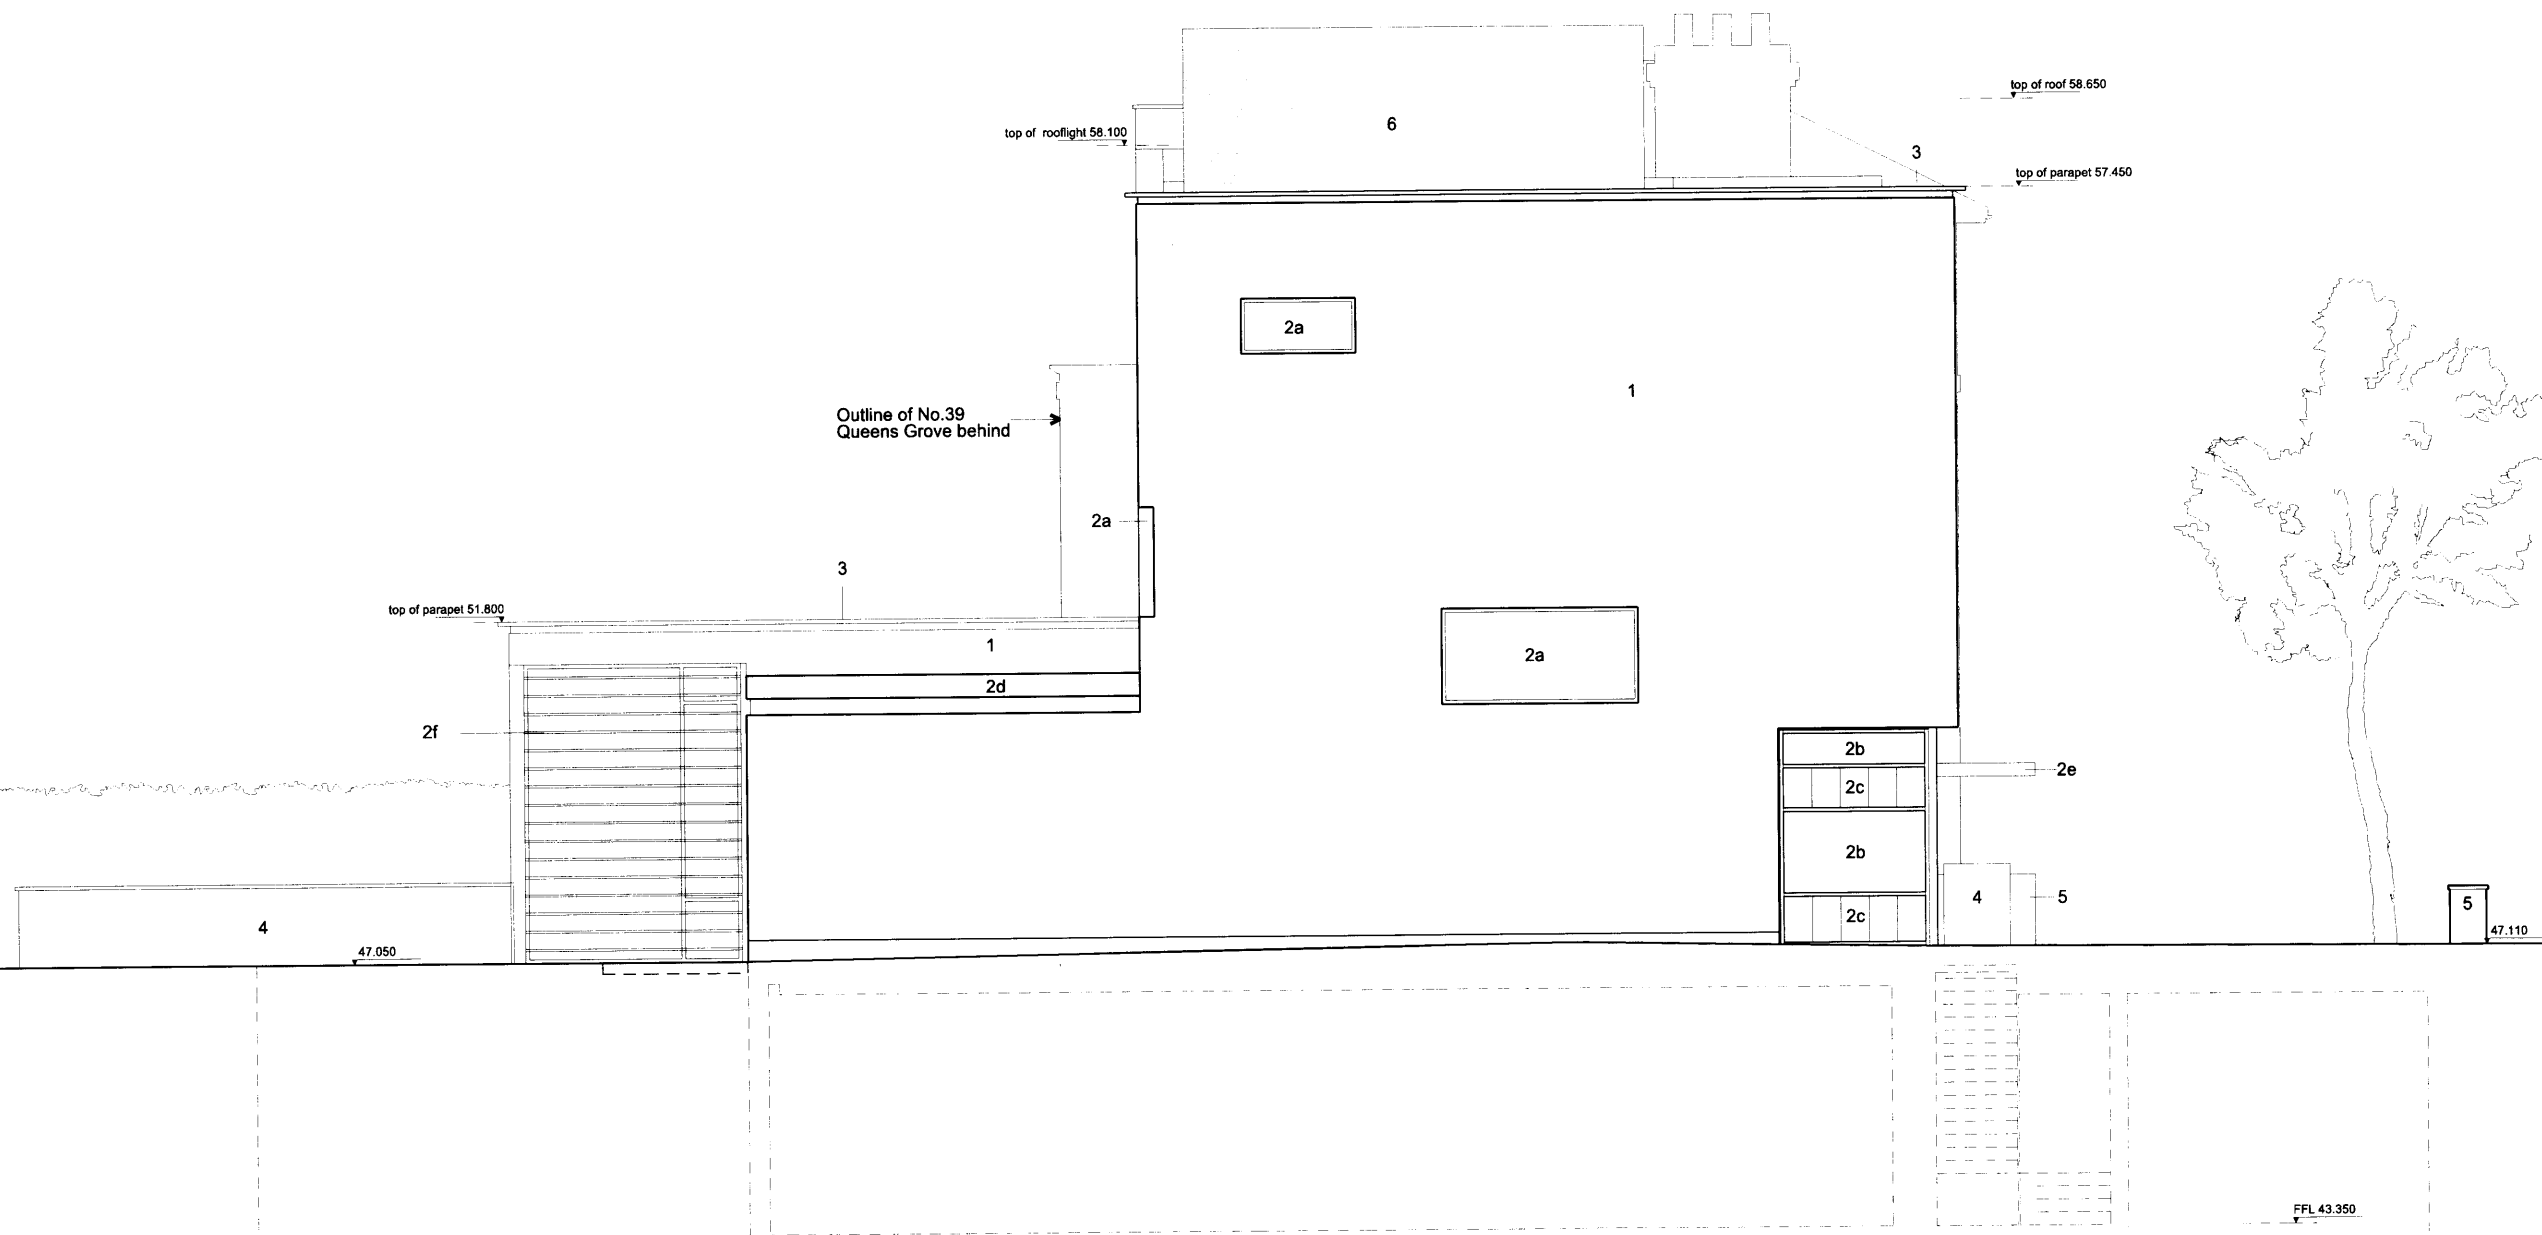 top of roof 58.650
6
top of rooflight 58.100
3
top of parapet 57.450
2a
1
Outline of No.39
Queens Grove behind
2a
3
top of parapet 51.800
1
2a
2d
2f
2b
2e
2c
2b
4
5
5
2c
4
47.110
47.050
FFL 43.350